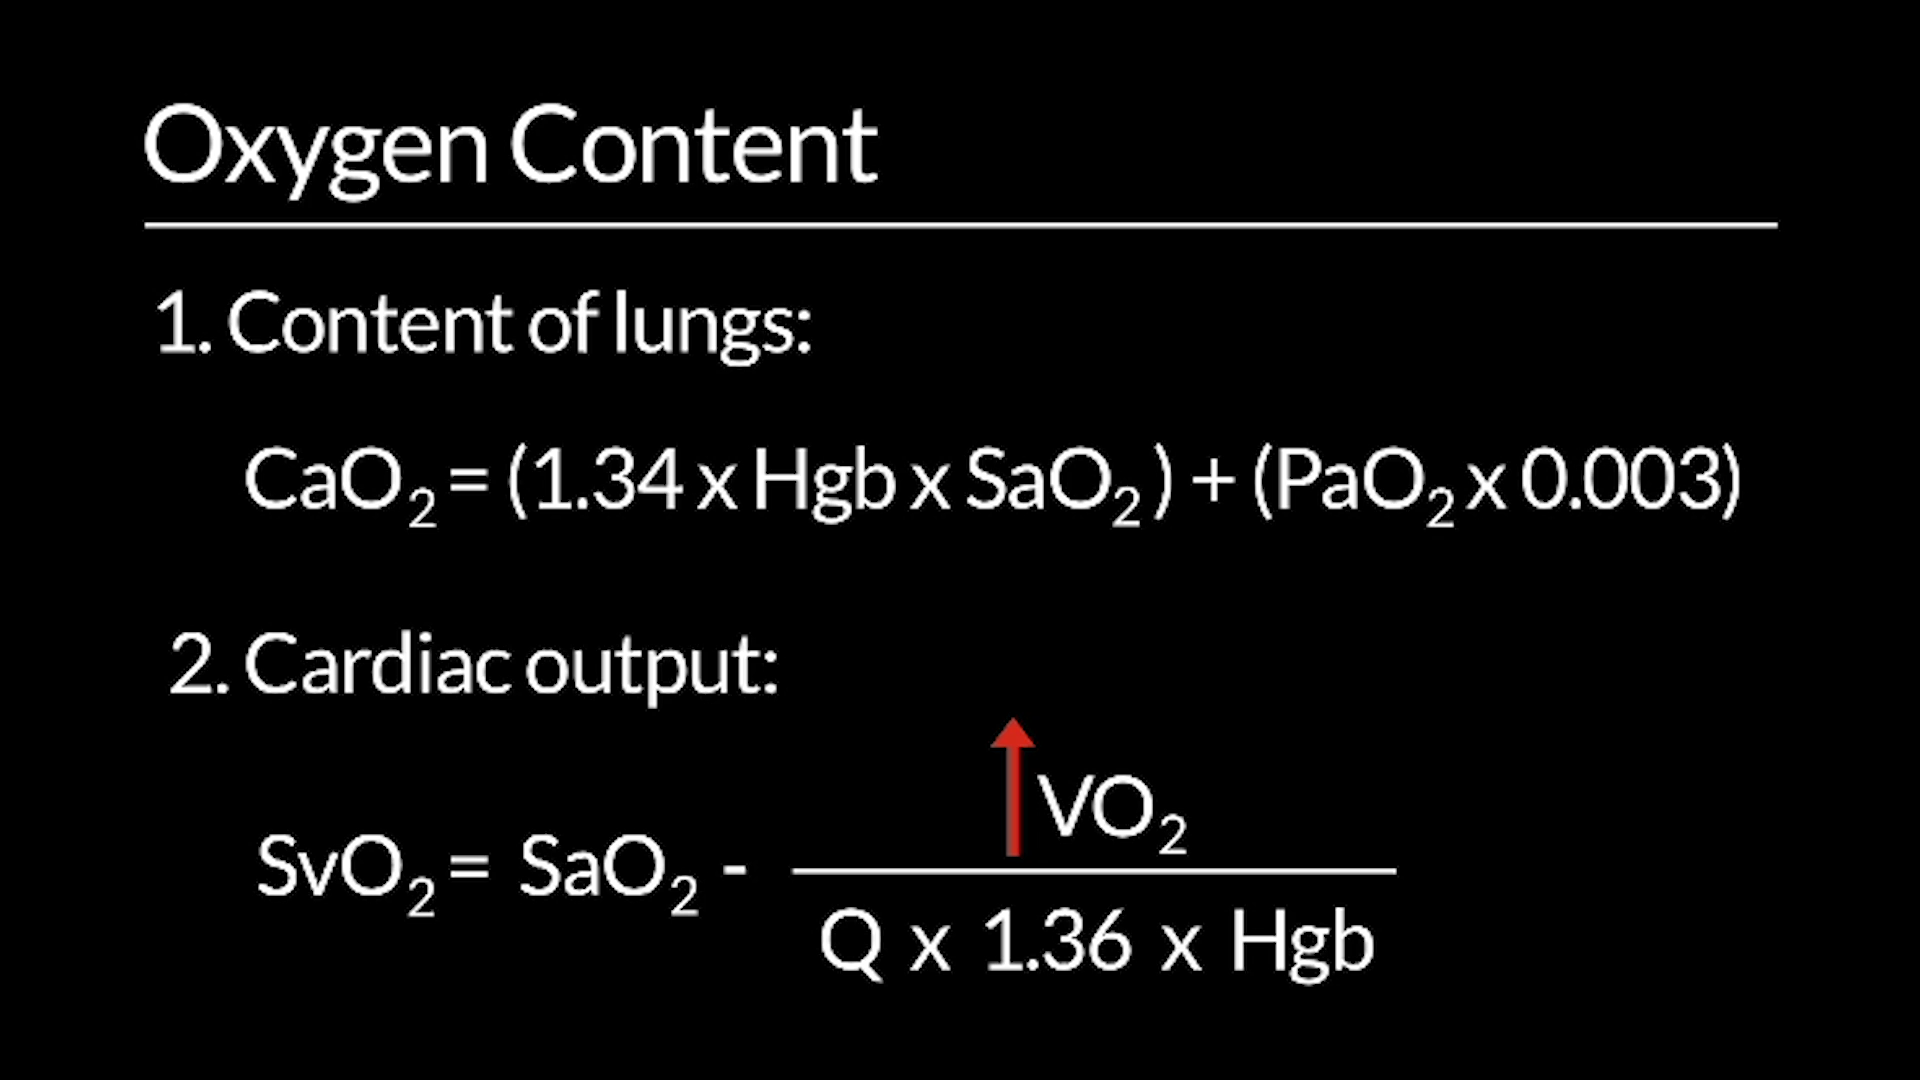 Oxygen Content
1. Content of lungs:
CaO₂ = (1.34 x Hgb x SaO₂) + (PaO₂ x 0.003)
2. Cardiac output:
VO₂
SvO₂ = SaO₂ -
Q x 1.36 x Hgb